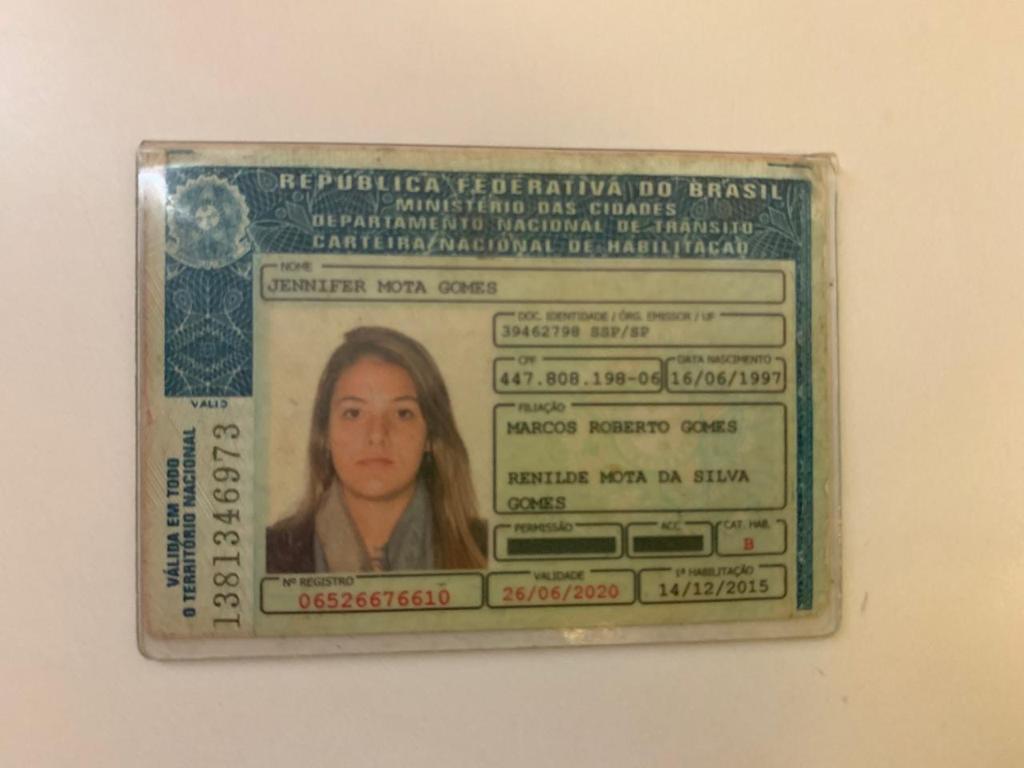 REPÚBLICA FEDERATIVA DO BRASIL
MINISTÉRIO DAS CIDADES
DEPARTAMENTO NACIONAL DE TRÂNSITO
CARTEIRA NACIONAL DE HABILITAÇÃO
NOME
JENNIFER MOTA GOMES
DOC. IDENTIDADE / ÓRG. EMISSOR / UF
39462798 SSP/SP
CPF
447.808.198-06
DATA NASCIMENTO
16/06/1997
FILIAÇÃO
MARCOS ROBERTO GOMES
RENILDE MOTA DA SILVA
GOMES
PERMISSÃO
ACC
CAT. HAB.
B
Nº REGISTRO
06526676610
VALIDADE
26/06/2020
1ª HABILITAÇÃO
14/12/2015
VALID
VÁLIDA EM TODO
O TERRITÓRIO NACIONAL
1381346973